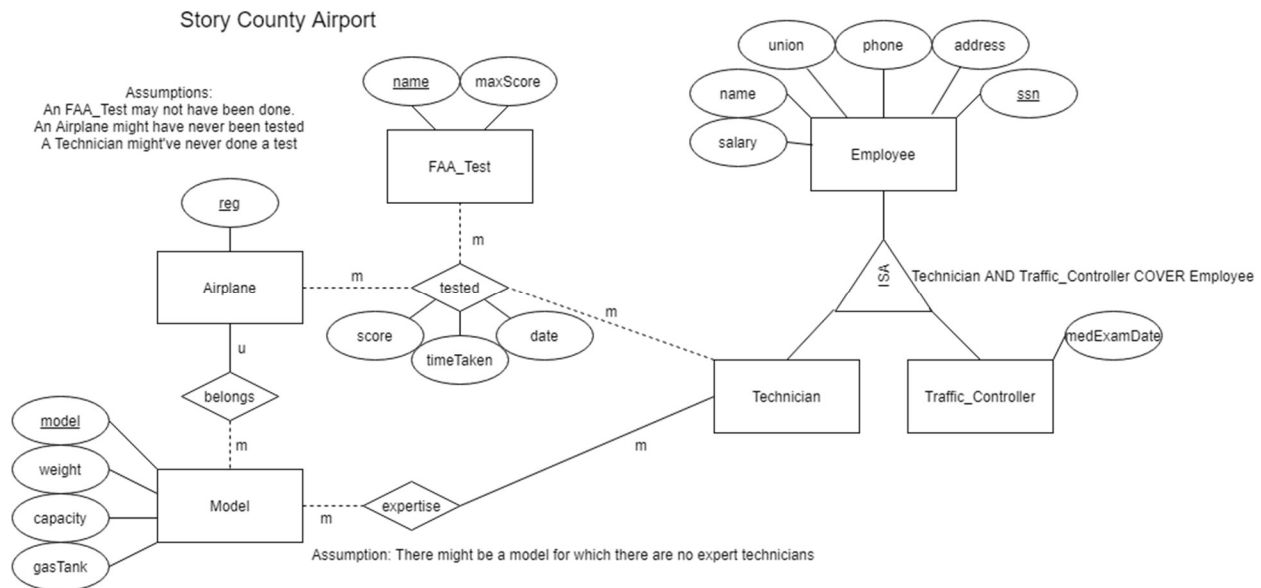 Story County Airport
Assumptions:
An FAA_Test may not have been done.
An Airplane might have never been tested
A Technician might've never done a test
name
maxScore
FAA_Test
union
phone
address
name
ssn
salary
Employee
reg
Airplane
m
m
tested
m
score
timeTaken
date
ISA
Technician AND Traffic_Controller COVER Employee
medExamDate
Technician
Traffic_Controller
u
belongs
m
model
weight
capacity
gasTank
Model
m
expertise
m
Assumption: There might be a model for which there are no expert technicians